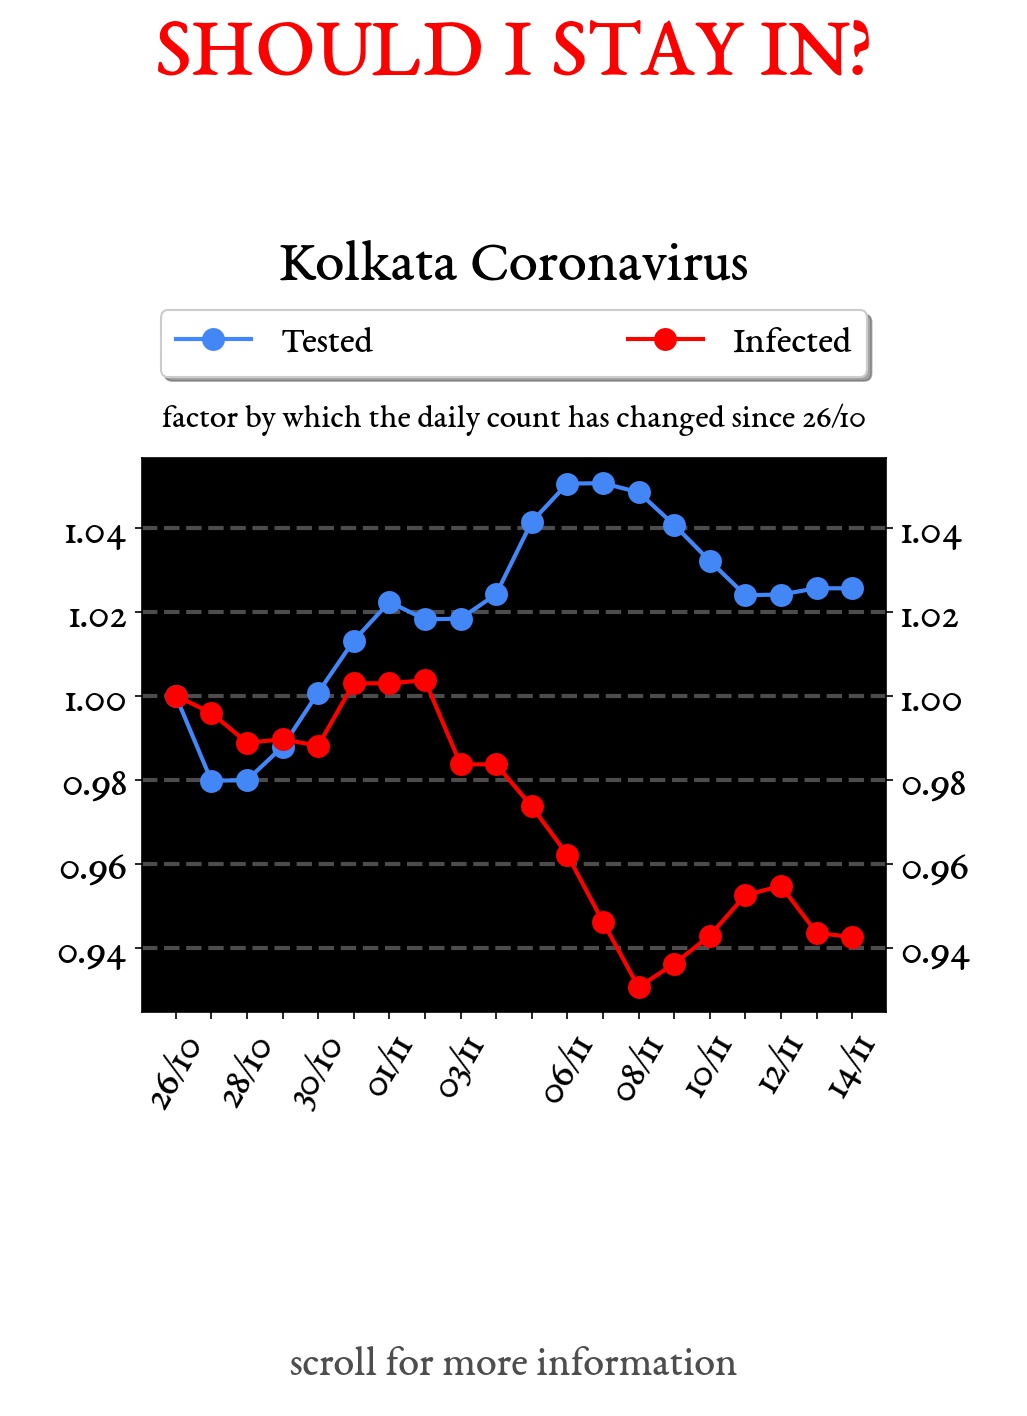 SHOULD I STAY IN?
Kolkata Coronavirus
Tested Infected
factor by which the daily count has changed since 26/10
1.04 1.04
1.02 1.02
1.00 1.00
0.98 0.98
0.96 0.96
0.94 0.94
26/10 28/10 30/10 01/11 03/11 06/11 08/11 10/11 12/11 14/11
scroll for more information